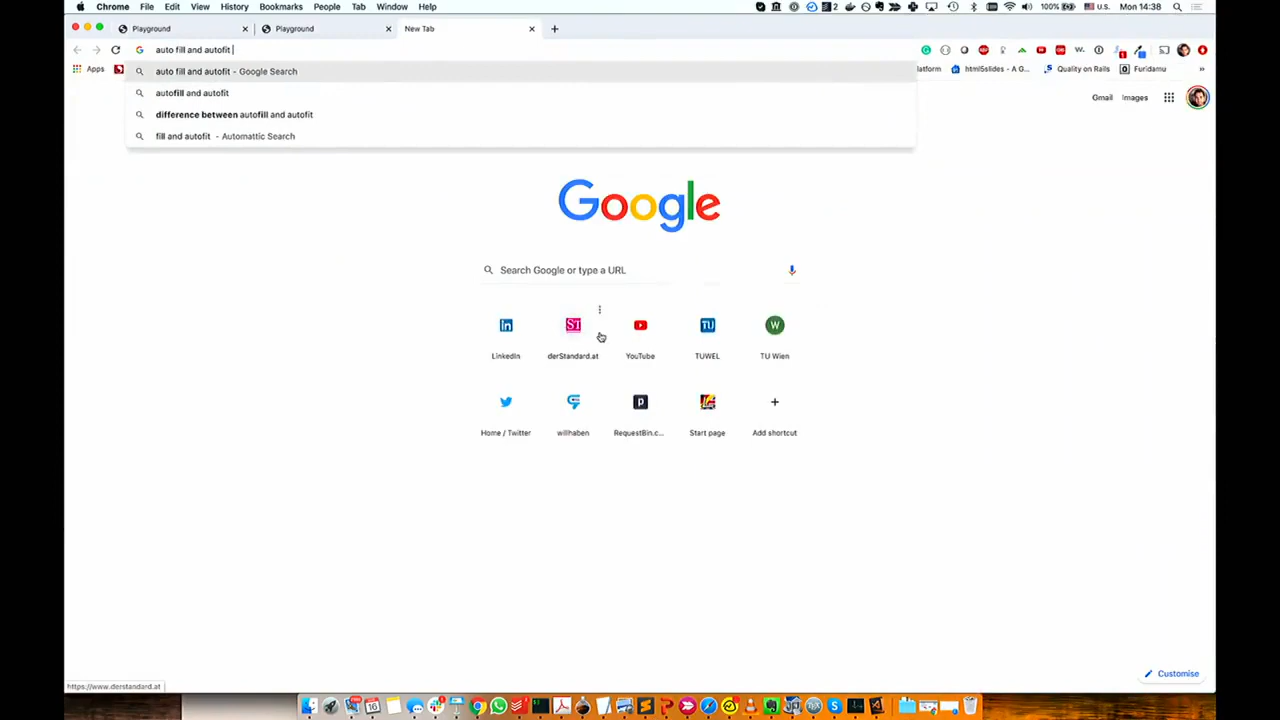 Chrome File Edit View History Bookmarks People Tab Window Help 2 100% U.S. Mon 14:38
Playground Playground New Tab
auto fill and autofit
Apps latform html5slides - A G... Quality on Rails Furidamu
auto fill and autofit - Google Search
autofill and autofit
difference between autofill and autofit
fill and autofit - Automattic Search
Gmail Images
Google
Search Google or type a URL
LinkedIn derStandard.at YouTube TUWEL TU Wien
Home / Twitter willhaben RequestBin.c... Start page Add shortcut
Customise
https://www.derstandard.at